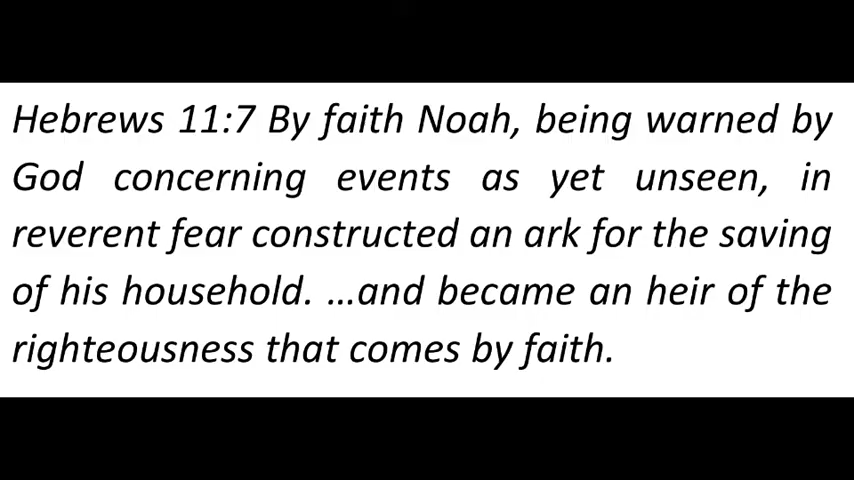 Hebrews 11:7 By faith Noah, being warned by
God concerning events as yet unseen, in
reverent fear constructed an ark for the saving
of his household. …and became an heir of the
righteousness that comes by faith.